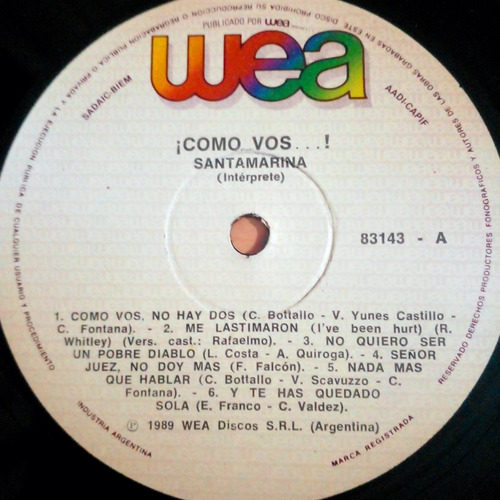 PUBLICADO POR wea
wea
SADAIC-BIEM
AADI-CAPIF
¡COMO VOS...!
SANTAMARINA
(Intérprete)
83143 - A
1. COMO VOS, NO HAY DOS (C. Bottallo - V. Yunes Castillo -
C. Fontana). - 2. ME LASTIMARON (I've been hurt) (R.
Whitley) (Vers. cast.: Rafaelmo). - 3. NO QUIERO SER
UN POBRE DIABLO (L. Costa - A. Quiroga). - 4. SEÑOR
JUEZ, NO DOY MAS (F. Falcón). - 5. NADA MAS
QUE HABLAR (C. Bottallo - V. Scavuzzo - C.
Fontana). - 6. Y TE HAS QUEDADO
SOLA (E. Franco - C. Valdez).
Ⓟ 1989 WEA Discos S.R.L. (Argentina)
INDUSTRIA ARGENTINA
MARCA REGISTRADA
RESERVADO DERECHOS PRODUCTORES FONOGRAFICOS Y AUTORES DE LAS OBRAS GRABADAS EN ESTE DISCO PROHIBIDA SU REPRODUCCION O REGRABACION PUBLICA O PRIVADA Y LA EJECUCION PUBLICA DE CUALQUIER USUARIO Y PROCEDIMIENTO